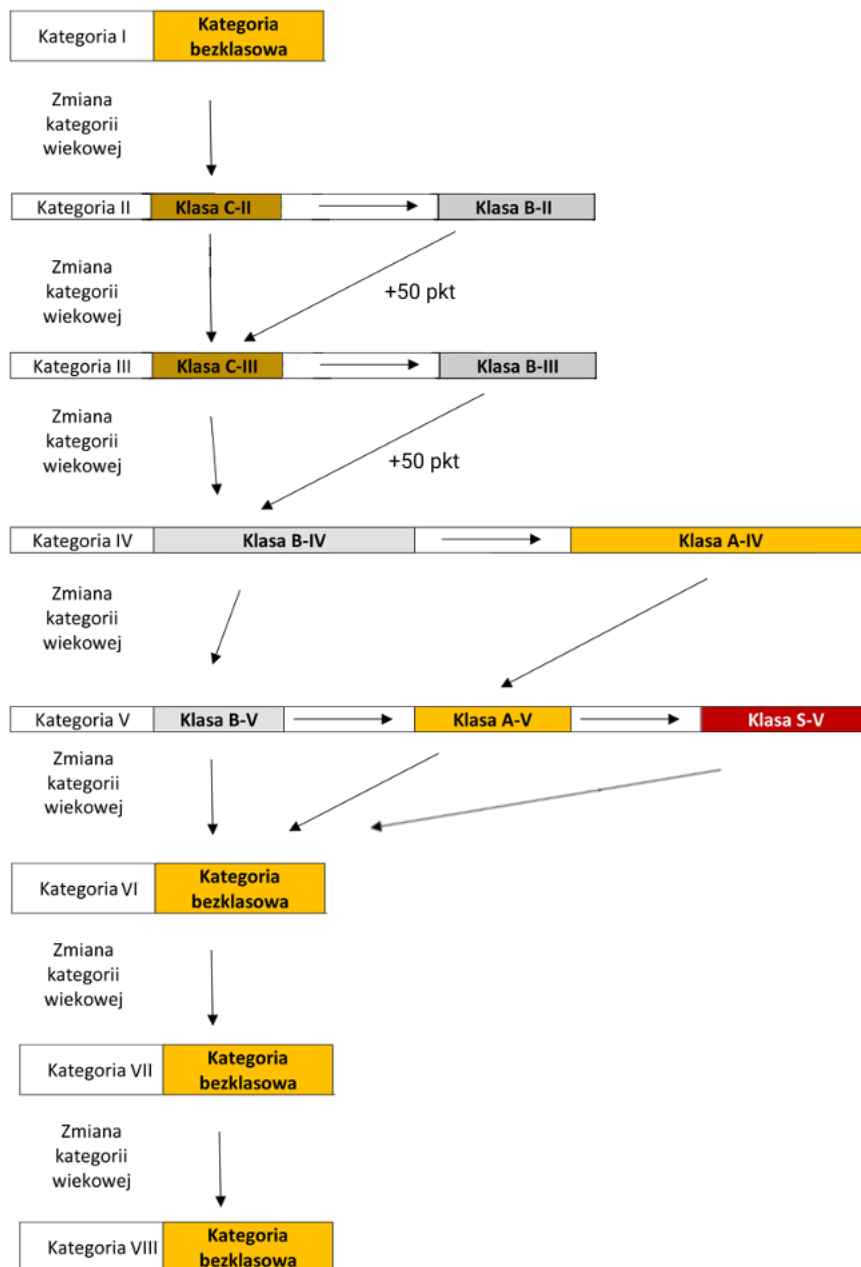 Kategoria I
Kategoria
bezklasowa
Zmiana
kategorii
wiekowej
Kategoria II
Klasa C-II
Klasa B-II
Zmiana
kategorii
wiekowej
+50 pkt
Kategoria III
Klasa C-III
Klasa B-III
Zmiana
kategorii
wiekowej
+50 pkt
Kategoria IV
Klasa B-IV
Klasa A-IV
Zmiana
kategorii
wiekowej
Kategoria V
Klasa B-V
Klasa A-V
Klasa S-V
Zmiana
kategorii
wiekowej
Kategoria VI
Kategoria
bezklasowa
Zmiana
kategorii
wiekowej
Kategoria VII
Kategoria
bezklasowa
Zmiana
kategorii
wiekowej
Kategoria VIII
Kategoria
bezklasowa